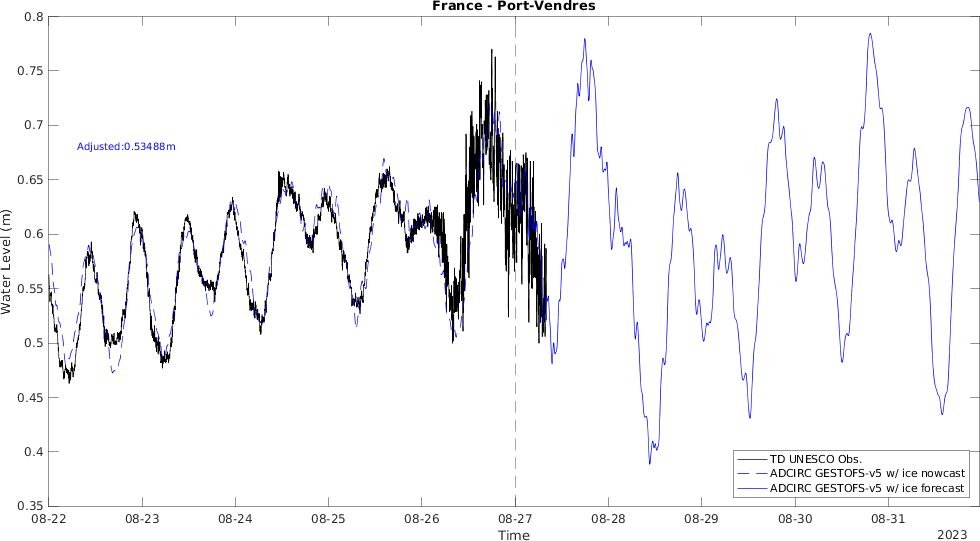 France - Port-Vendres
0.8
0.75
0.7
0.65
0.6
0.55
0.5
0.45
0.4
0.35
Water Level (m)
Adjusted:0.53488m
TD UNESCO Obs.
ADCIRC GESTOFS-v5 w/ ice nowcast
ADCIRC GESTOFS-v5 w/ ice forecast
08-22 08-23 08-24 08-25 08-26 08-27 08-28 08-29 08-30 08-31
Time
2023